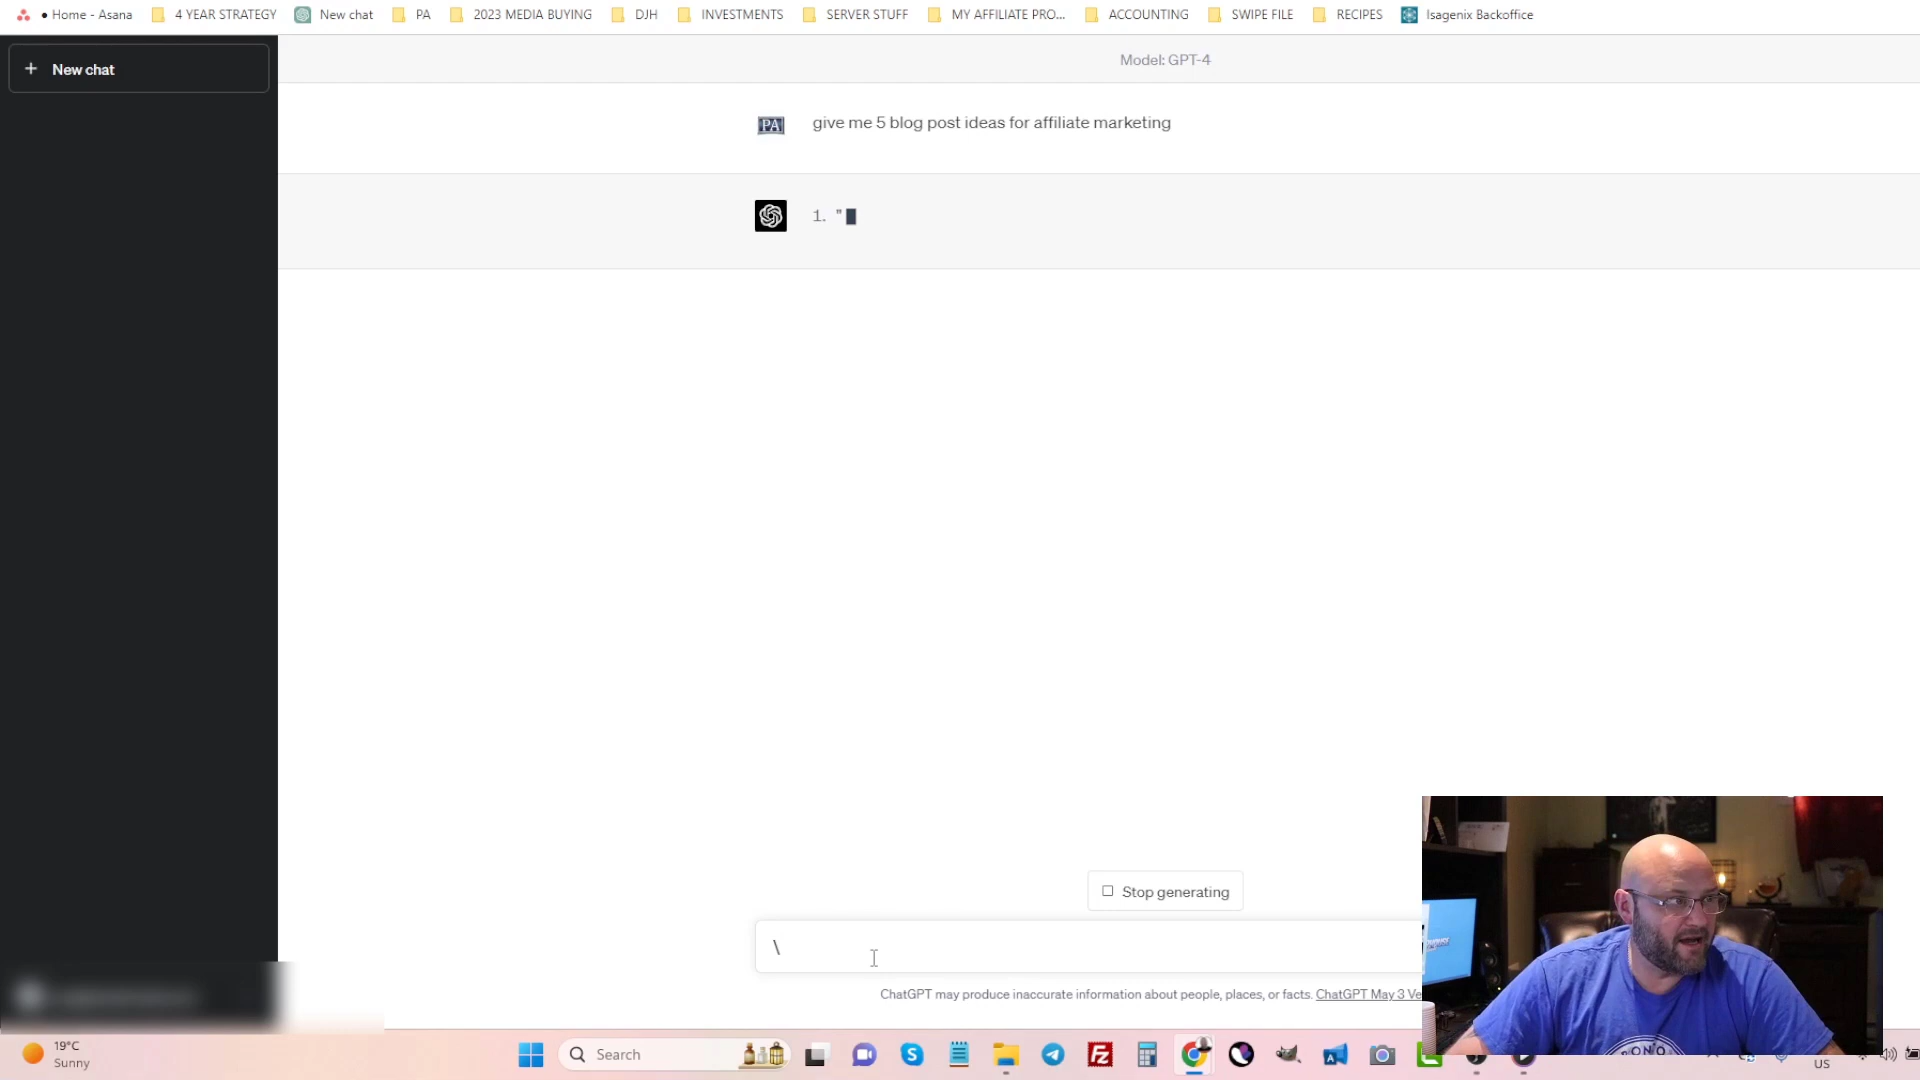 Home - Asana 4 YEAR STRATEGY New chat PA 2023 MEDIA BUYING DJH INVESTMENTS SERVER STUFF MY AFFILIATE PRO... ACCOUNTING SWIPE FILE RECIPES Isagenix Backoffice
+ New chat
Model: GPT-4
PA give me 5 blog post ideas for affiliate marketing
1. "
Stop generating
\
ChatGPT may produce inaccurate information about people, places, or facts. ChatGPT May 3 Ve
19°C
Sunny
Search
US